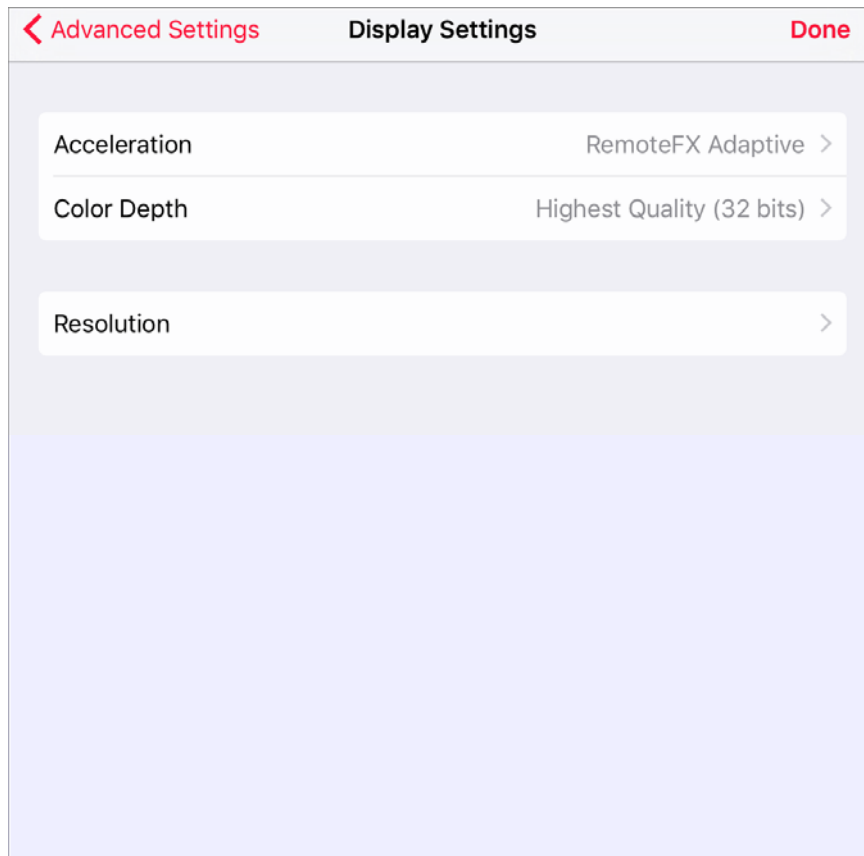 Advanced Settings Display Settings Done
Acceleration RemoteFX Adaptive
Color Depth Highest Quality (32 bits)
Resolution